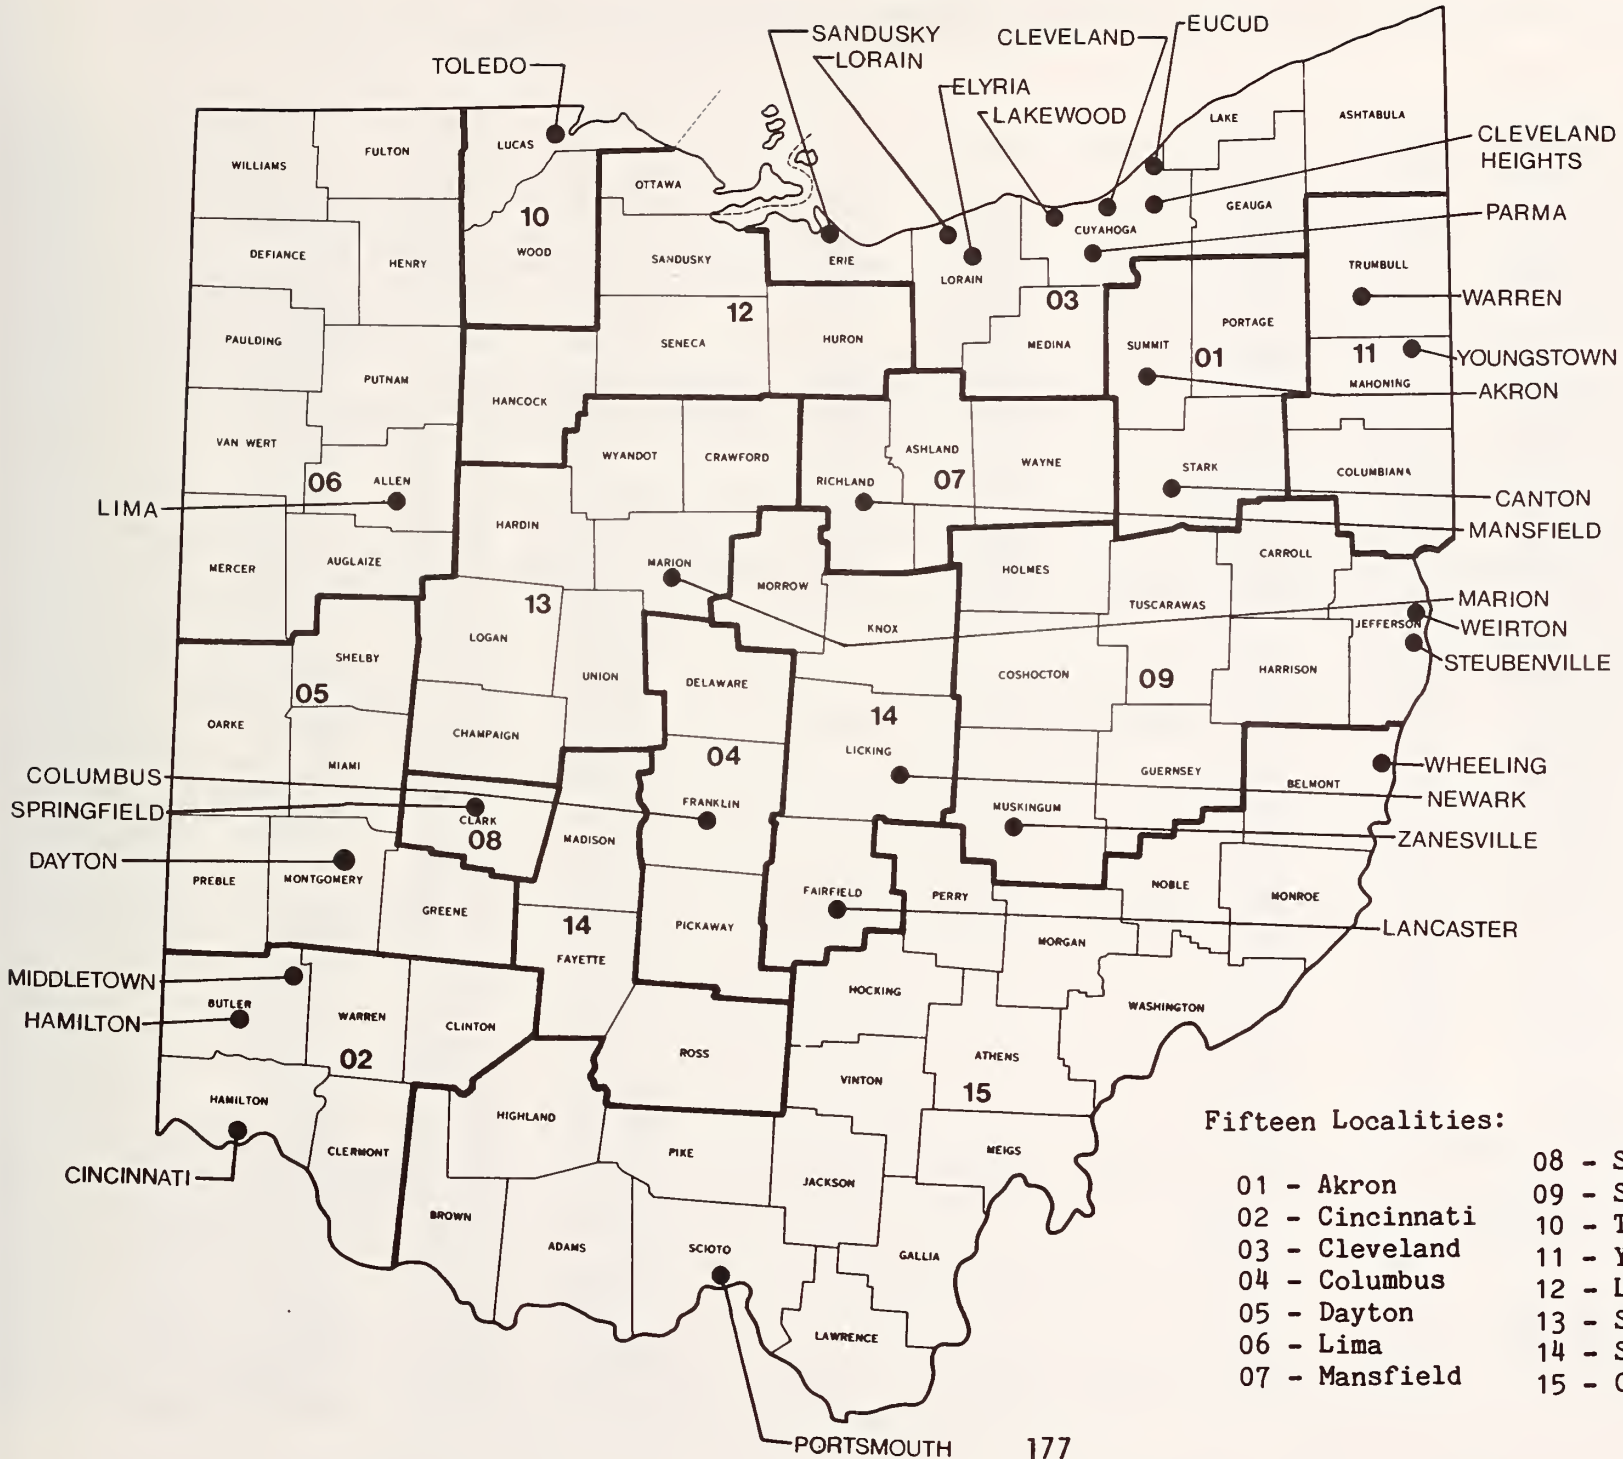 SANDUSKY
LORAIN
CLEVELAND
EUCUD
TOLEDO
ELYRIA
LAKEWOOD
CLEVELAND
HEIGHTS
PARMA
WARREN
YOUNGSTOWN
AKRON
CANTON
MANSFIELD
MARION
WEIRTON
STEUBENVILLE
WHEELING
NEWARK
ZANESVILLE
LANCASTER
LIMA
COLUMBUS
SPRINGFIELD
DAYTON
MIDDLETOWN
HAMILTON
CINCINNATI
PORTSMOUTH
WILLIAMS
FULTON
LUCAS
OTTAWA
LAKE
ASHTABULA
GEAUGA
CUYAHOGA
10
WOOD
DEFIANCE
HENRY
SANDUSKY
ERIE
LORAIN
TRUMBULL
12
03
PAULDING
PUTNAM
SENECA
HURON
MEDINA
SUMMIT
01
PORTAGE
11
MAHONING
HANCOCK
VAN WERT
06
ALLEN
WYANDOT
CRAWFORD
RICHLAND
ASHLAND
07
WAYNE
STARK
COLUMBIANA
HARDIN
MERCER
AUGLAIZE
MARION
MORROW
HOLMES
CARROLL
13
LOGAN
KNOX
TUSCARAWAS
JEFFERSON
SHELBY
05
UNION
DELAWARE
COSHOCTON
09
HARRISON
OARKE
MIAMI
CHAMPAIGN
04
14
LICKING
GUERNSEY
BELMONT
FRANKLIN
MUSKINGUM
CLARK
08
MADISON
PREBLE
MONTGOMERY
GREENE
FAIRFIELD
PERRY
NOBLE
MONROE
14
FAYETTE
PICKAWAY
MORGAN
HOCKING
WASHINGTON
BUTLER
WARREN
CLINTON
02
ROSS
ATHENS
VINTON
15
HAMILTON
HIGHLAND
CLERMONT
PIKE
MEIGS
JACKSON
BROWN
ADAMS
SCIOTO
GALLIA
LAWRENCE
Fifteen Localities:
01 - Akron
02 - Cincinnati
03 - Cleveland
04 - Columbus
05 - Dayton
06 - Lima
07 - Mansfield
08 - S
09 - S
10 - T
11 - Y
12 - L
13 - S
14 - S
15 -
177